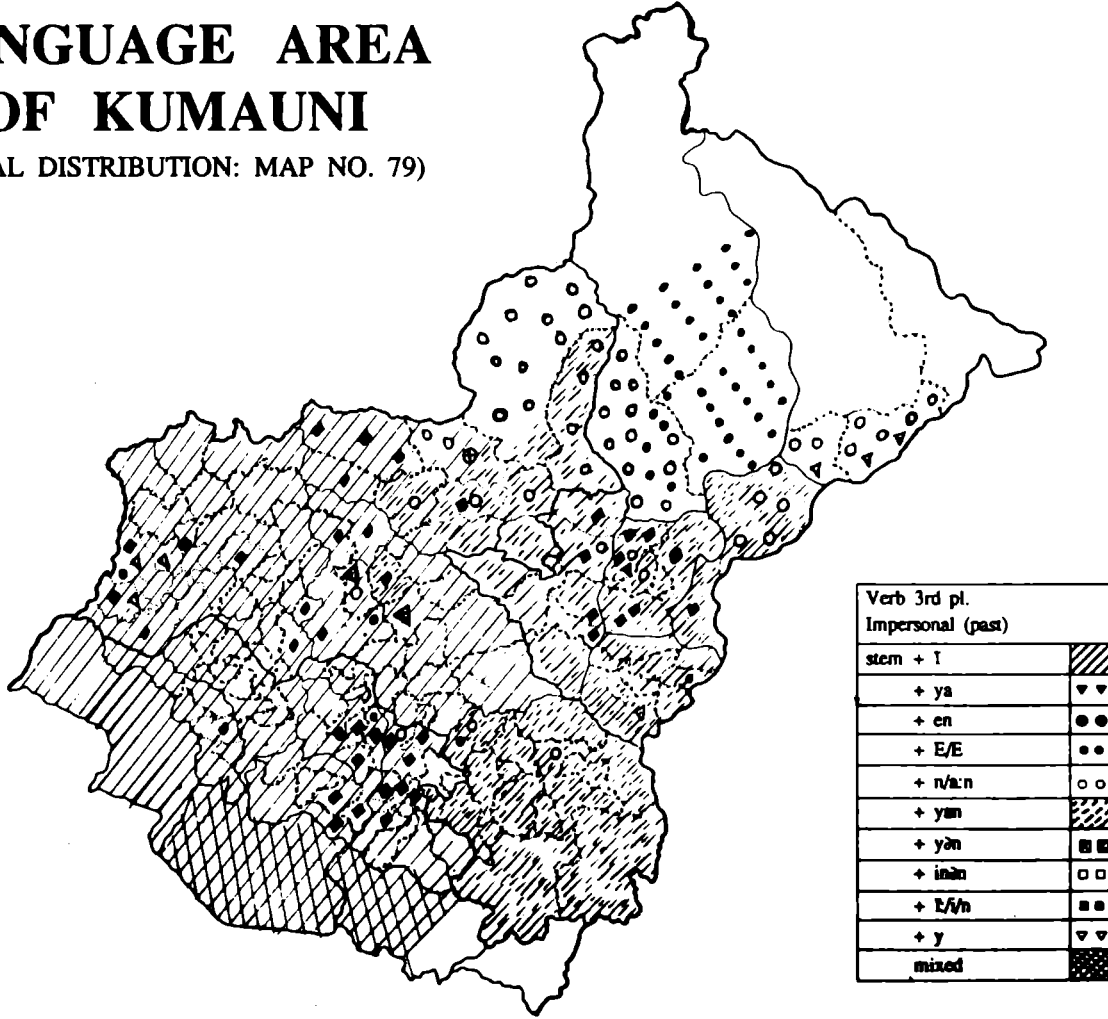 NGUAGE AREA
OF KUMAUNI
AL DISTRIBUTION: MAP NO. 79)
Verb 3rd pl.
Impersonal (past)
stem + I
+ ya
+ en
+ E/E
+ n/a:n
+ yan
+ yən
+ inən
+ y
mixed